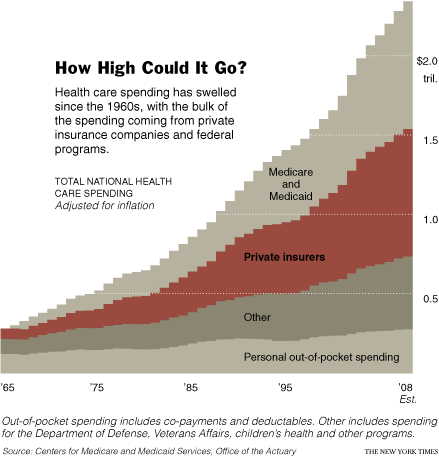 How High Could It Go?
Health care spending has swelled
since the 1960s, with the bulk of
the spending coming from private
insurance companies and federal
programs.
TOTAL NATIONAL HEALTH
CARE SPENDING
Adjusted for inflation
$2.0
tril.
1.5
1.0
0.5
Medicare
and
Medicaid
Private insurers
Other
Personal out-of-pocket spending
'65
'75
'85
'95
'08
Est.
Out-of-pocket spending includes co-payments and deductables. Other includes spending
for the Department of Defense, Veterans Affairs, children's health and other programs.
Source: Centers for Medicare and Medicaid Services, Office of the Actuary
THE NEW YORK TIMES